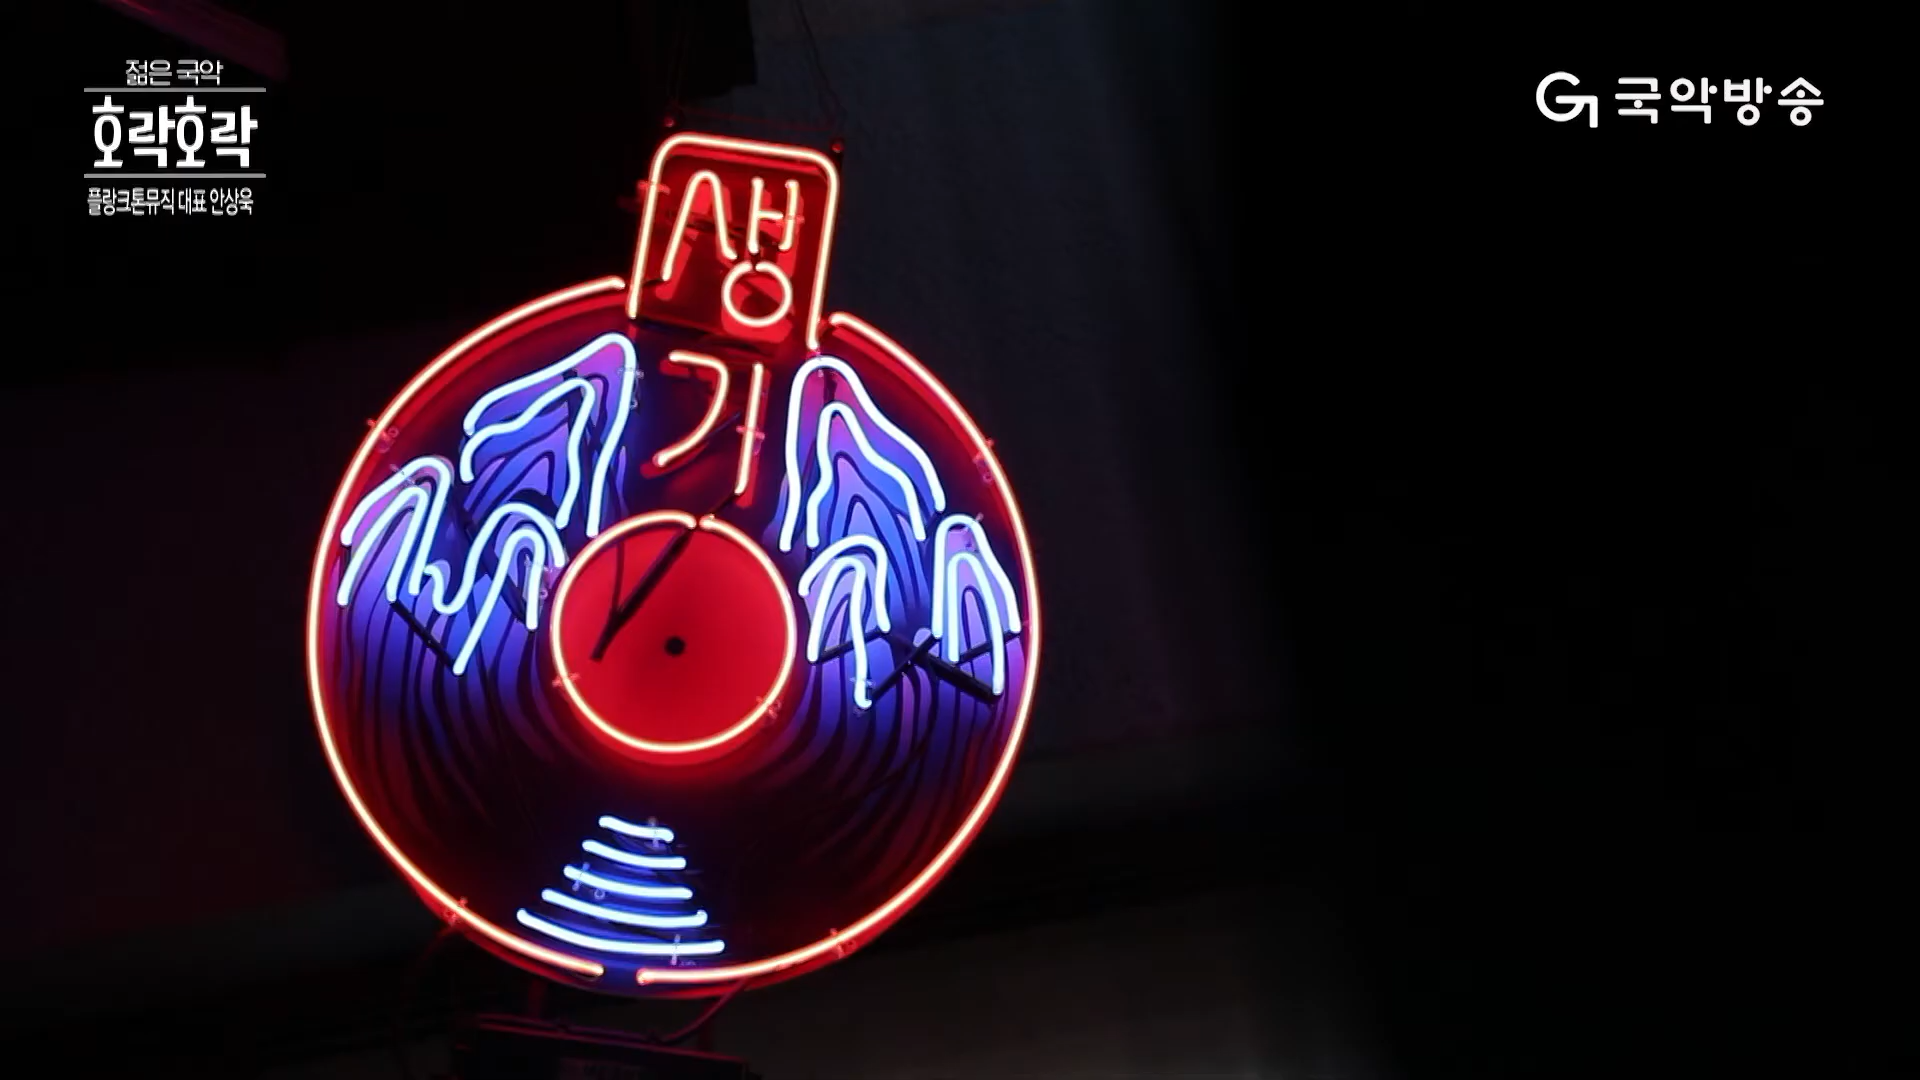 젊은 국악
호락호락
플랑크톤뮤직 대표 안상욱
국악방송
생
기